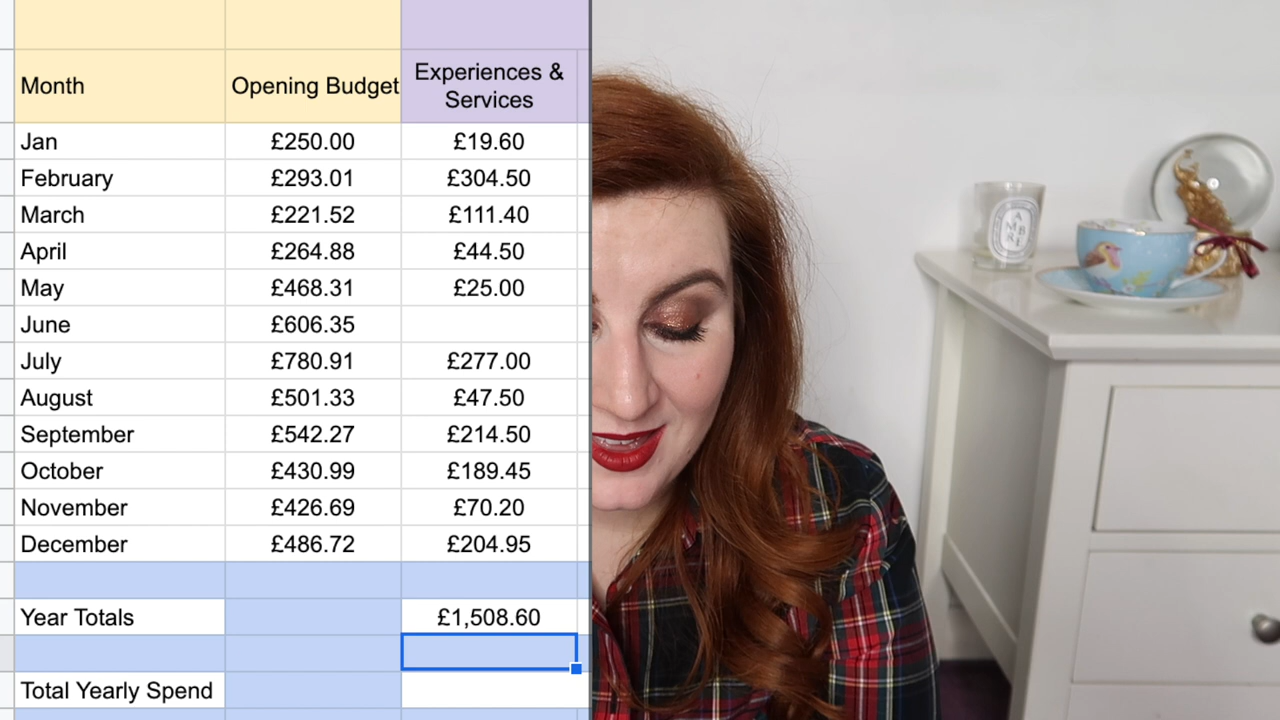 Month Opening Budget Experiences & Services
Jan £250.00 £19.60
February £293.01 £304.50
March £221.52 £111.40
April £264.88 £44.50
May £468.31 £25.00
June £606.35
July £780.91 £277.00
August £501.33 £47.50
September £542.27 £214.50
October £430.99 £189.45
November £426.69 £70.20
December £486.72 £204.95
Year Totals £1,508.60
Total Yearly Spend
AMBRE